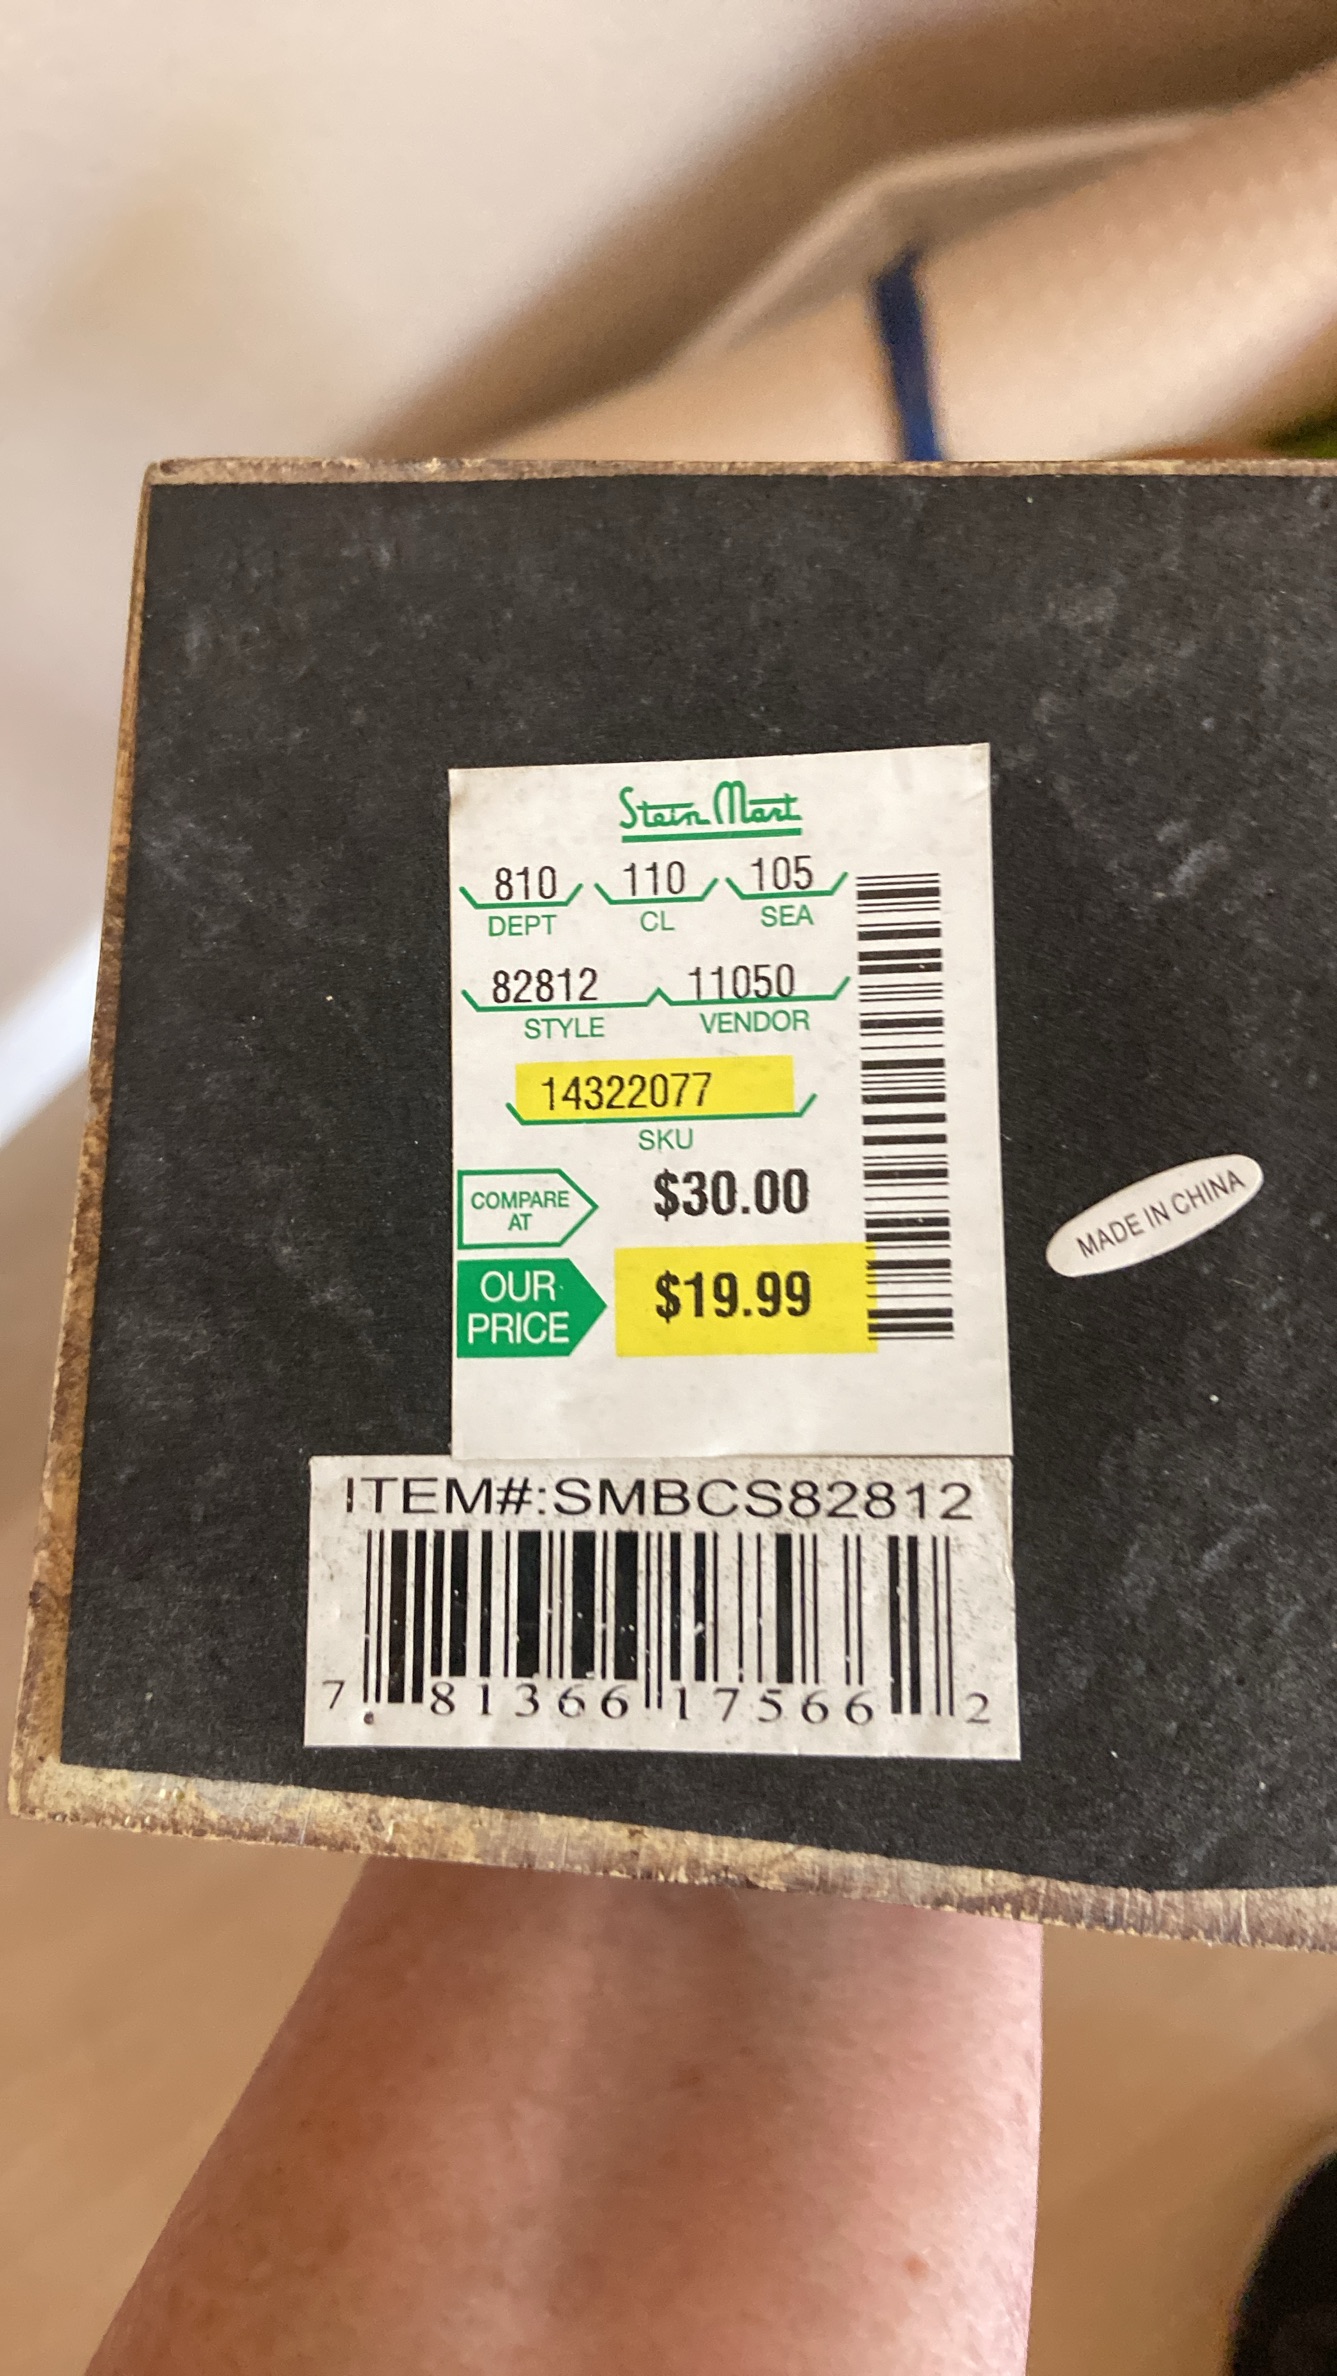 Stein Mart
810 110 105
DEPT CL SEA
82812 11050
STYLE VENDOR
14322077
SKU
COMPARE
AT
$30.00
OUR
PRICE
$19.99
MADE IN CHINA
ITEM#:SMBCS82812
7 81366 17566 2